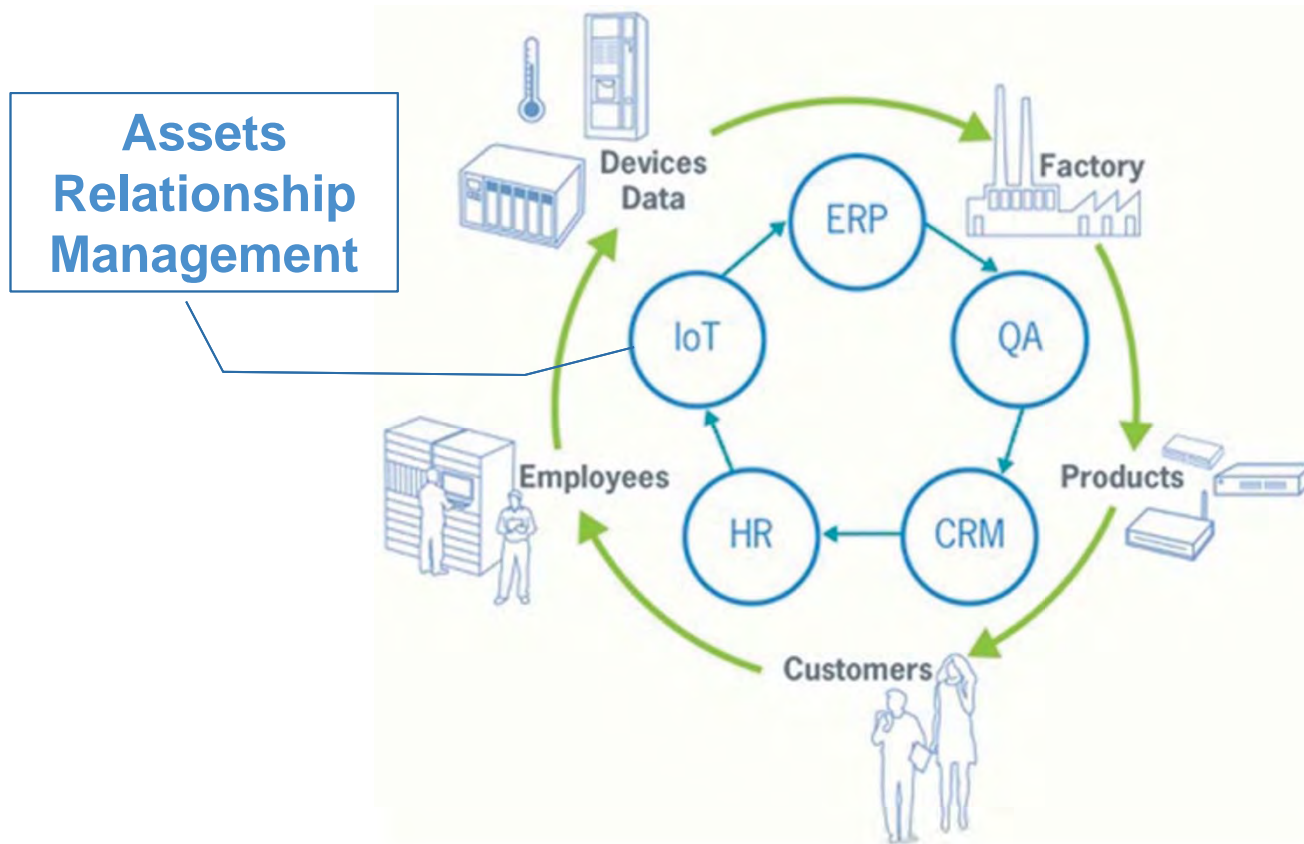 Assets
Relationship
Management
Devices
Data
Factory
ERP
IoT
QA
Employees
Products
HR
CRM
Customers